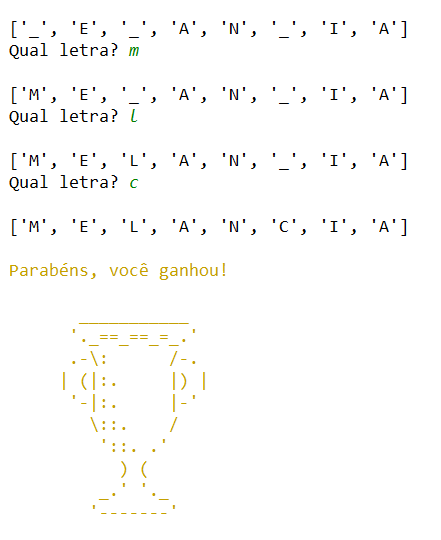 ['_', 'E', '_', 'A', 'N', '_', 'I', 'A']
Qual letra? m
['M', 'E', '_', 'A', 'N', '_', 'I', 'A']
Qual letra? l
['M', 'E', 'L', 'A', 'N', '_', 'I', 'A']
Qual letra? c
['M', 'E', 'L', 'A', 'N', 'C', 'I', 'A']
Parabéns, você ganhou!
       ___________
      '._==_==_=_.'
      .-\:      /-.
     | (|:.     |) |
      '-|:.     |-'
        \::.    /
         '::. .'
           ) (
         _.' '._
        '-------'